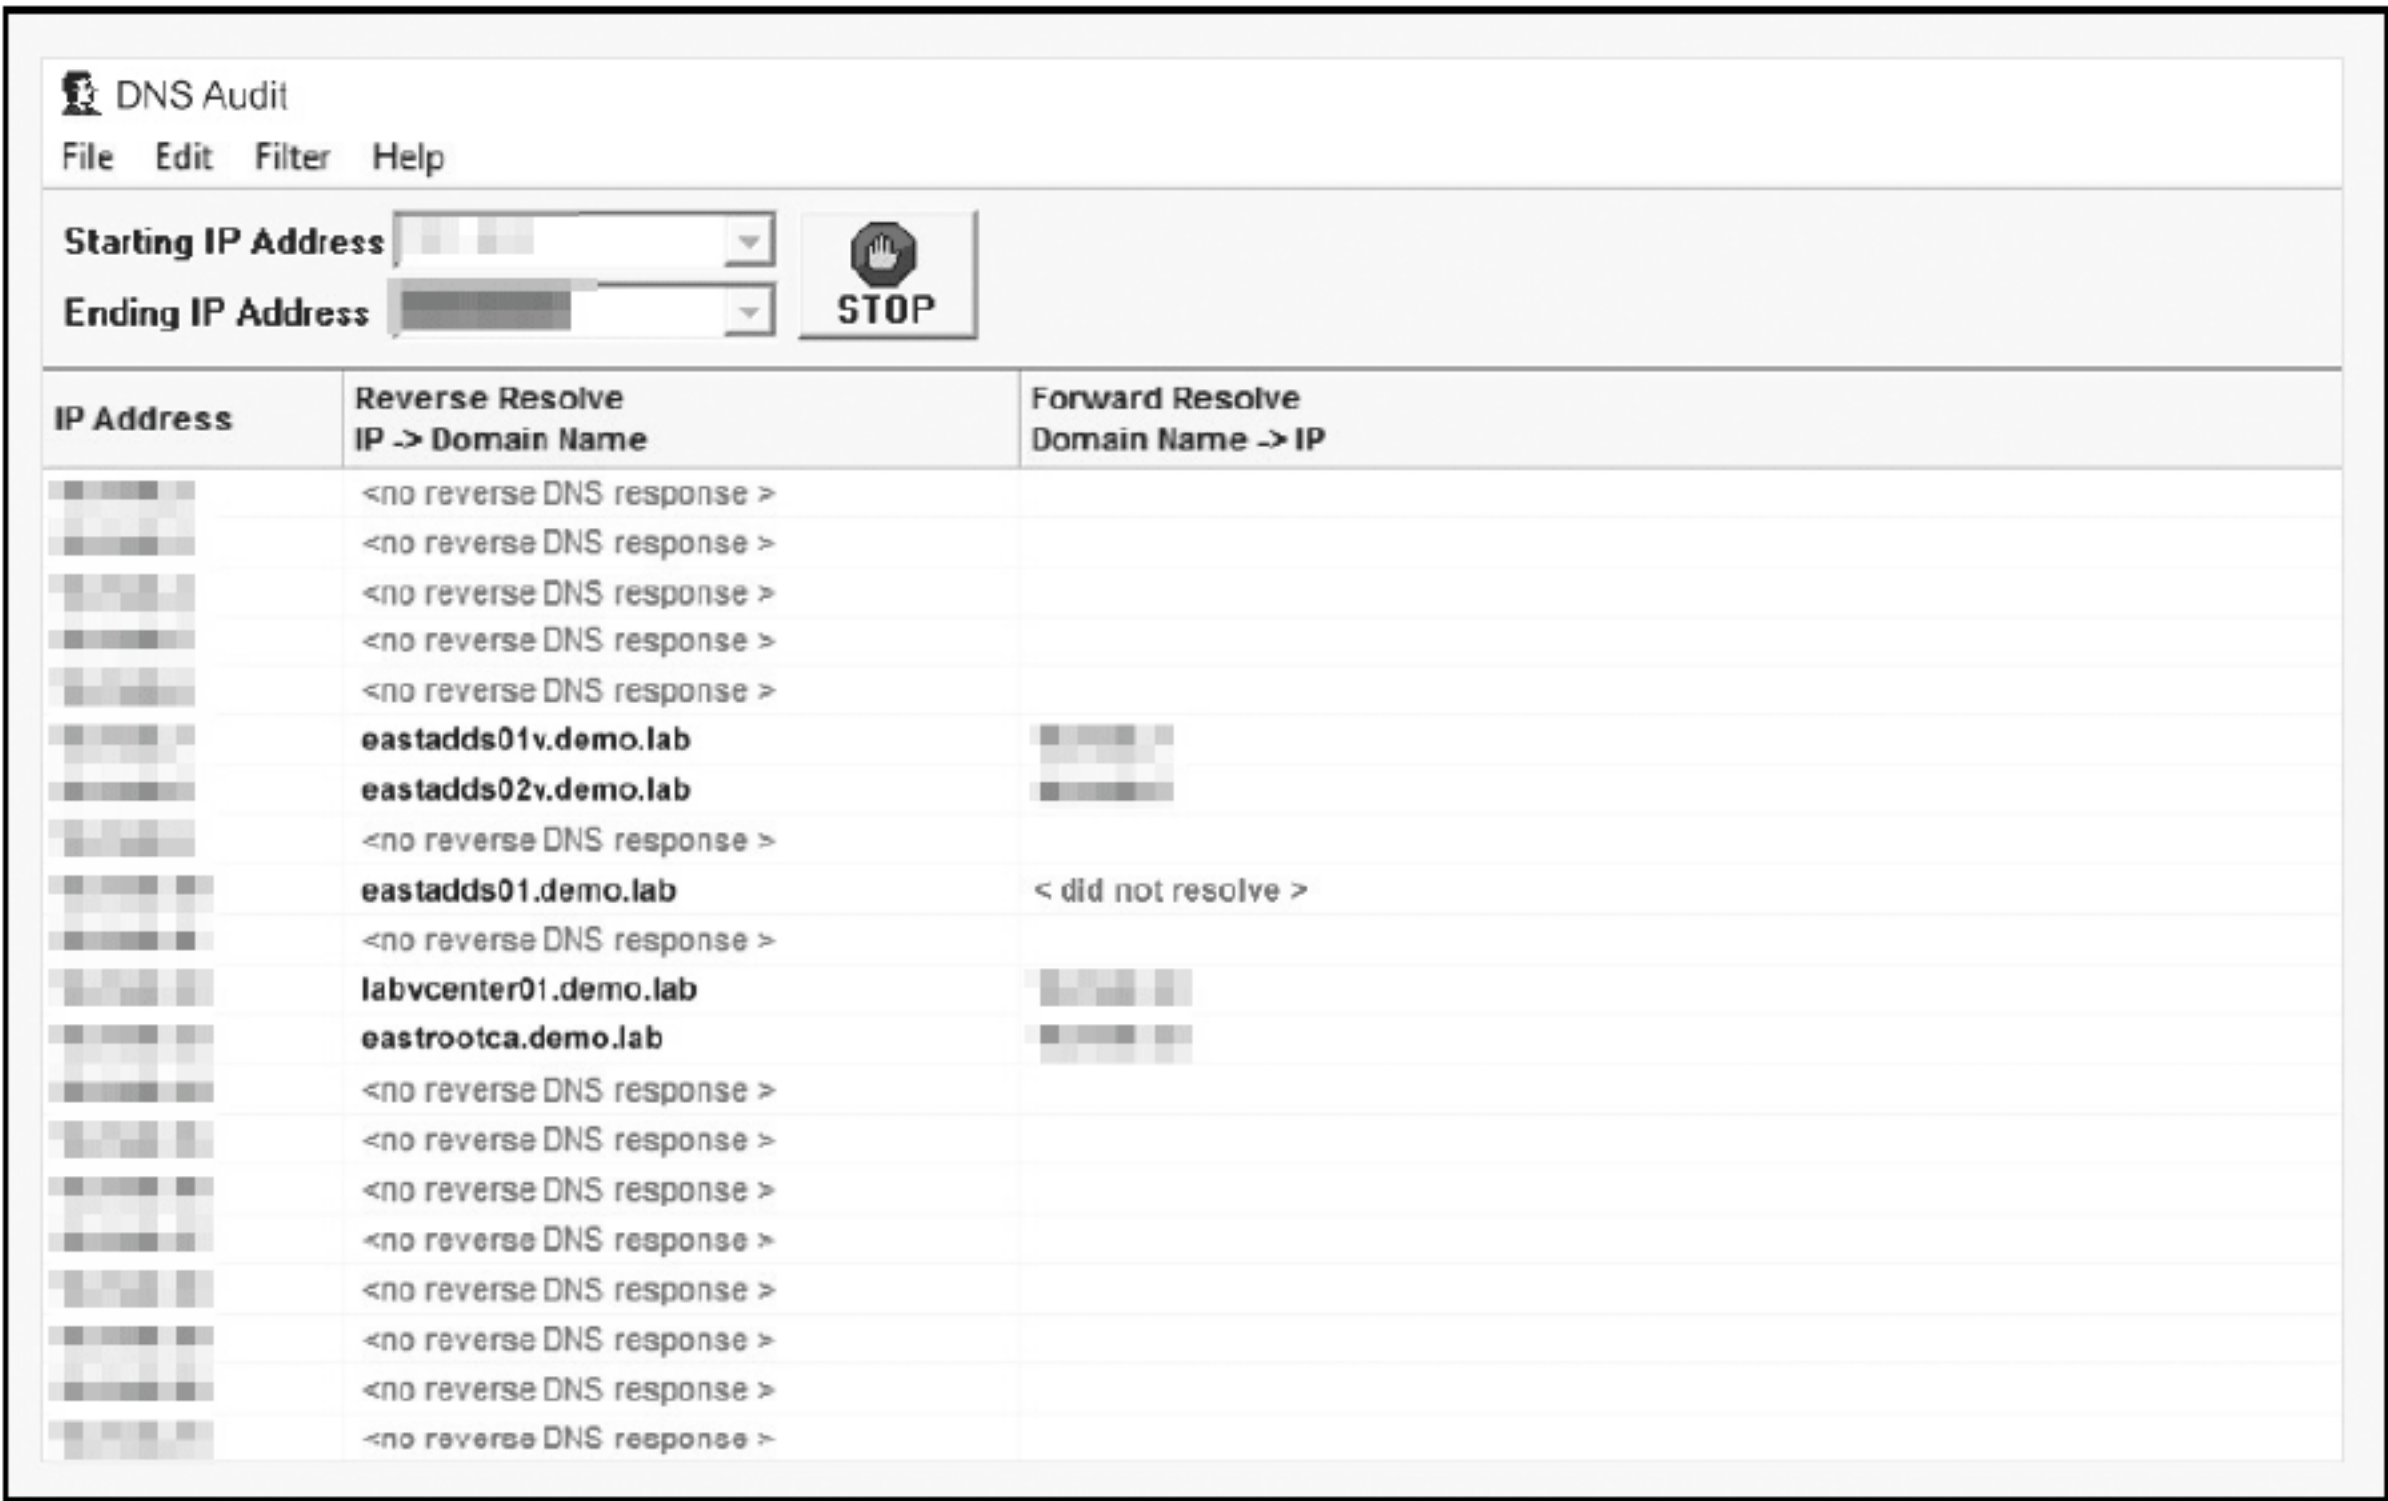 DNS Audit
File Edit Filter Help
Starting IP Address
Ending IP Address
STOP
IP Address
Reverse Resolve
IP -> Domain Name
Forward Resolve
Domain Name -> IP
<no reverse DNS response >
<no reverse DNS response >
<no reverse DNS response >
<no reverse DNS response >
<no reverse DNS response >
eastadds01v.demo.lab
eastadds02v.demo.lab
<no reverse DNS response >
eastadds01.demo.lab < did not resolve >
<no reverse DNS response >
labvcenter01.demo.lab
eastrootca.demo.lab
<no reverse DNS response >
<no reverse DNS response >
<no reverse DNS response >
<no reverse DNS response >
<no reverse DNS response >
<no reverse DNS response >
<no reverse DNS response >
<no reverse DNS response >